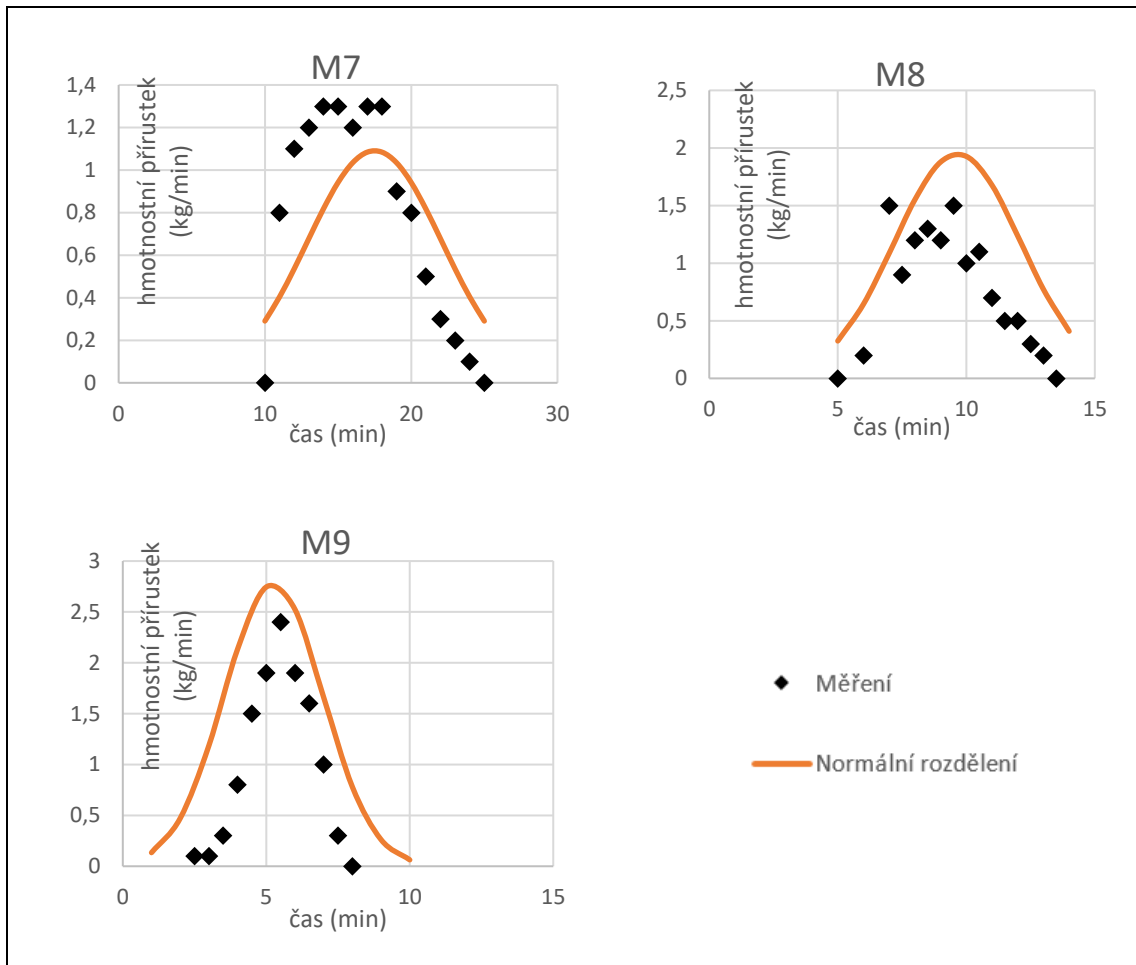 M7
hmotnostní přírustek
(kg/min)
1,4
1,2
1
0,8
0,6
0,4
0,2
0
0 10 20 30
čas (min)
M8
hmotnostní přírustek
(kg/min)
2,5
2
1,5
1
0,5
0
0 5 10 15
čas (min)
M9
hmotnostní přírustek
(kg/min)
3
2,5
2
1,5
1
0,5
0
0 5 10 15
čas (min)
Měření
Normální rozdělení